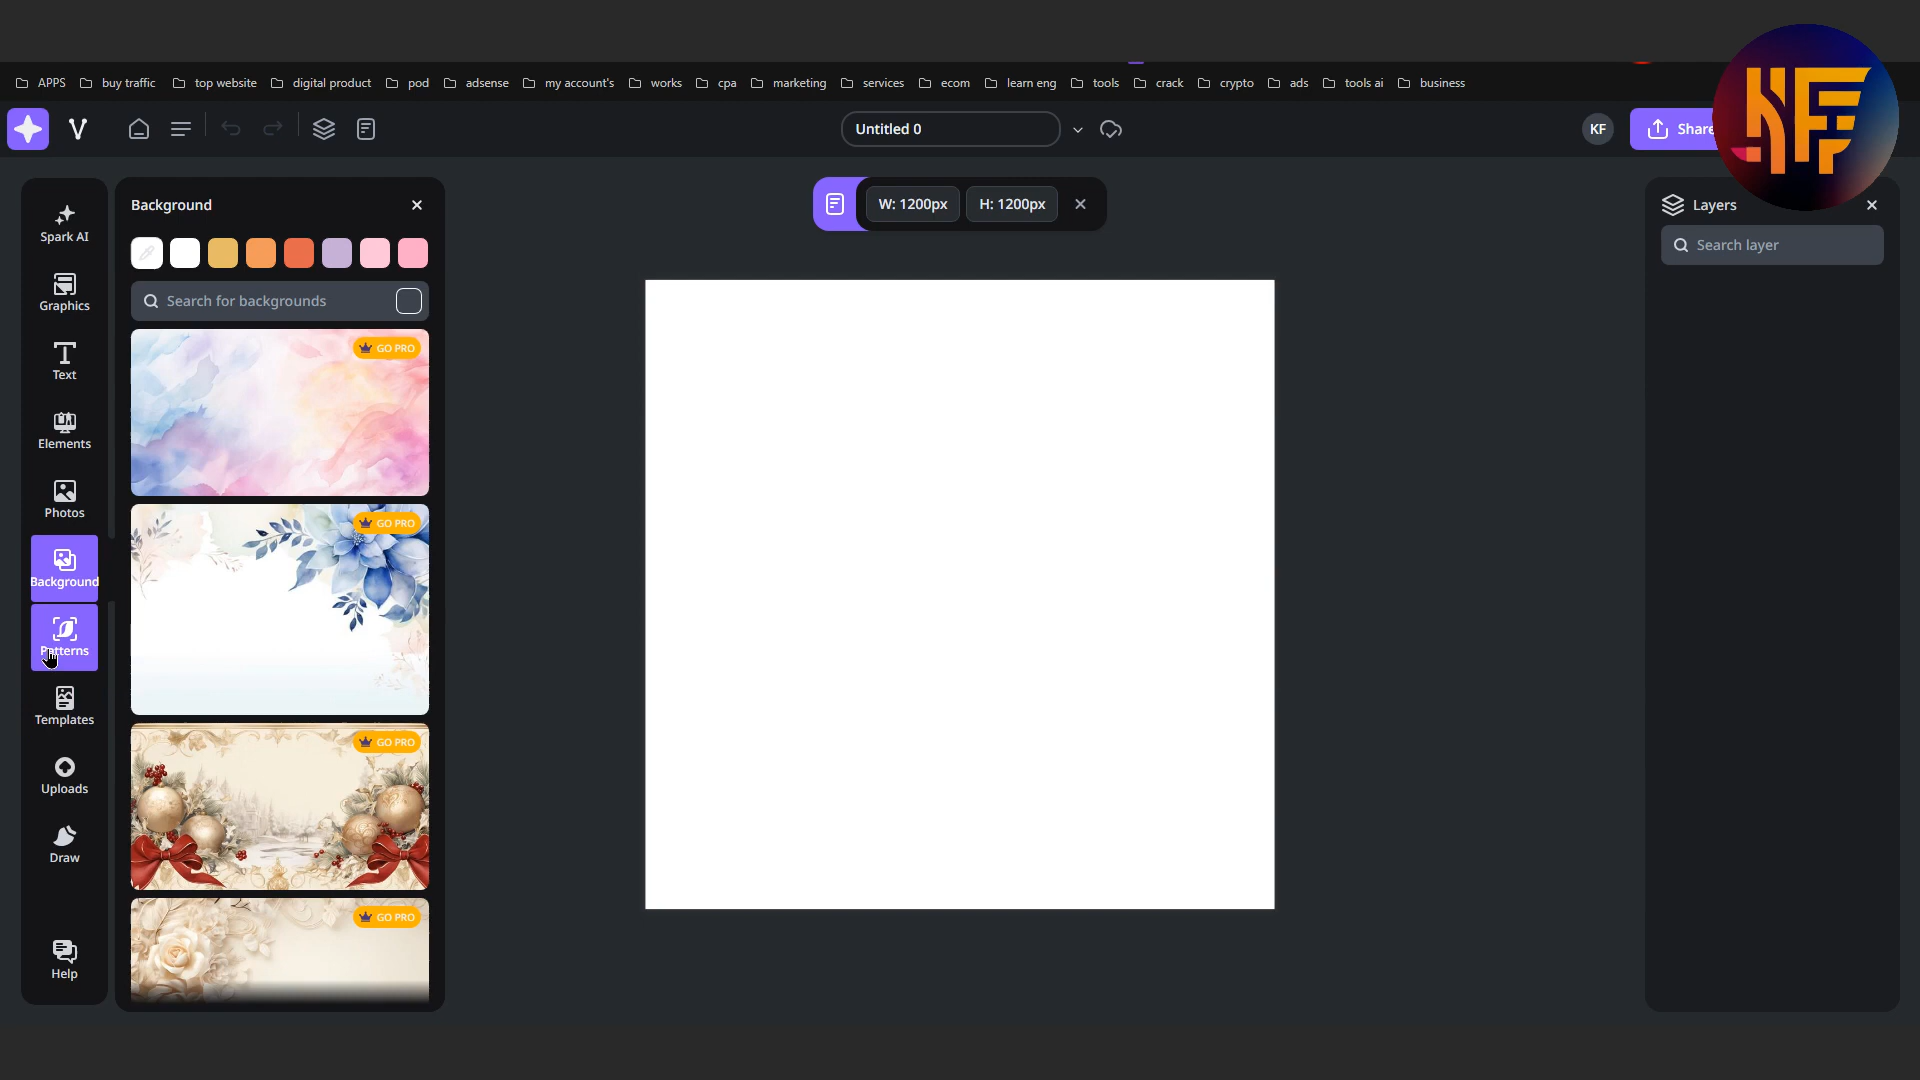 APPS buy traffic top website digital product pod adsense my account's works cpa marketing services ecom learn eng tools crack crypto ads tools ai business
Untitled 0
KF
Share
KF
Spark AI
Graphics
Text
Elements
Photos
Background
Patterns
Templates
Uploads
Draw
Help
Background
Search for backgrounds
GO PRO
GO PRO
GO PRO
GO PRO
W: 1200px H: 1200px
Layers
Search layer